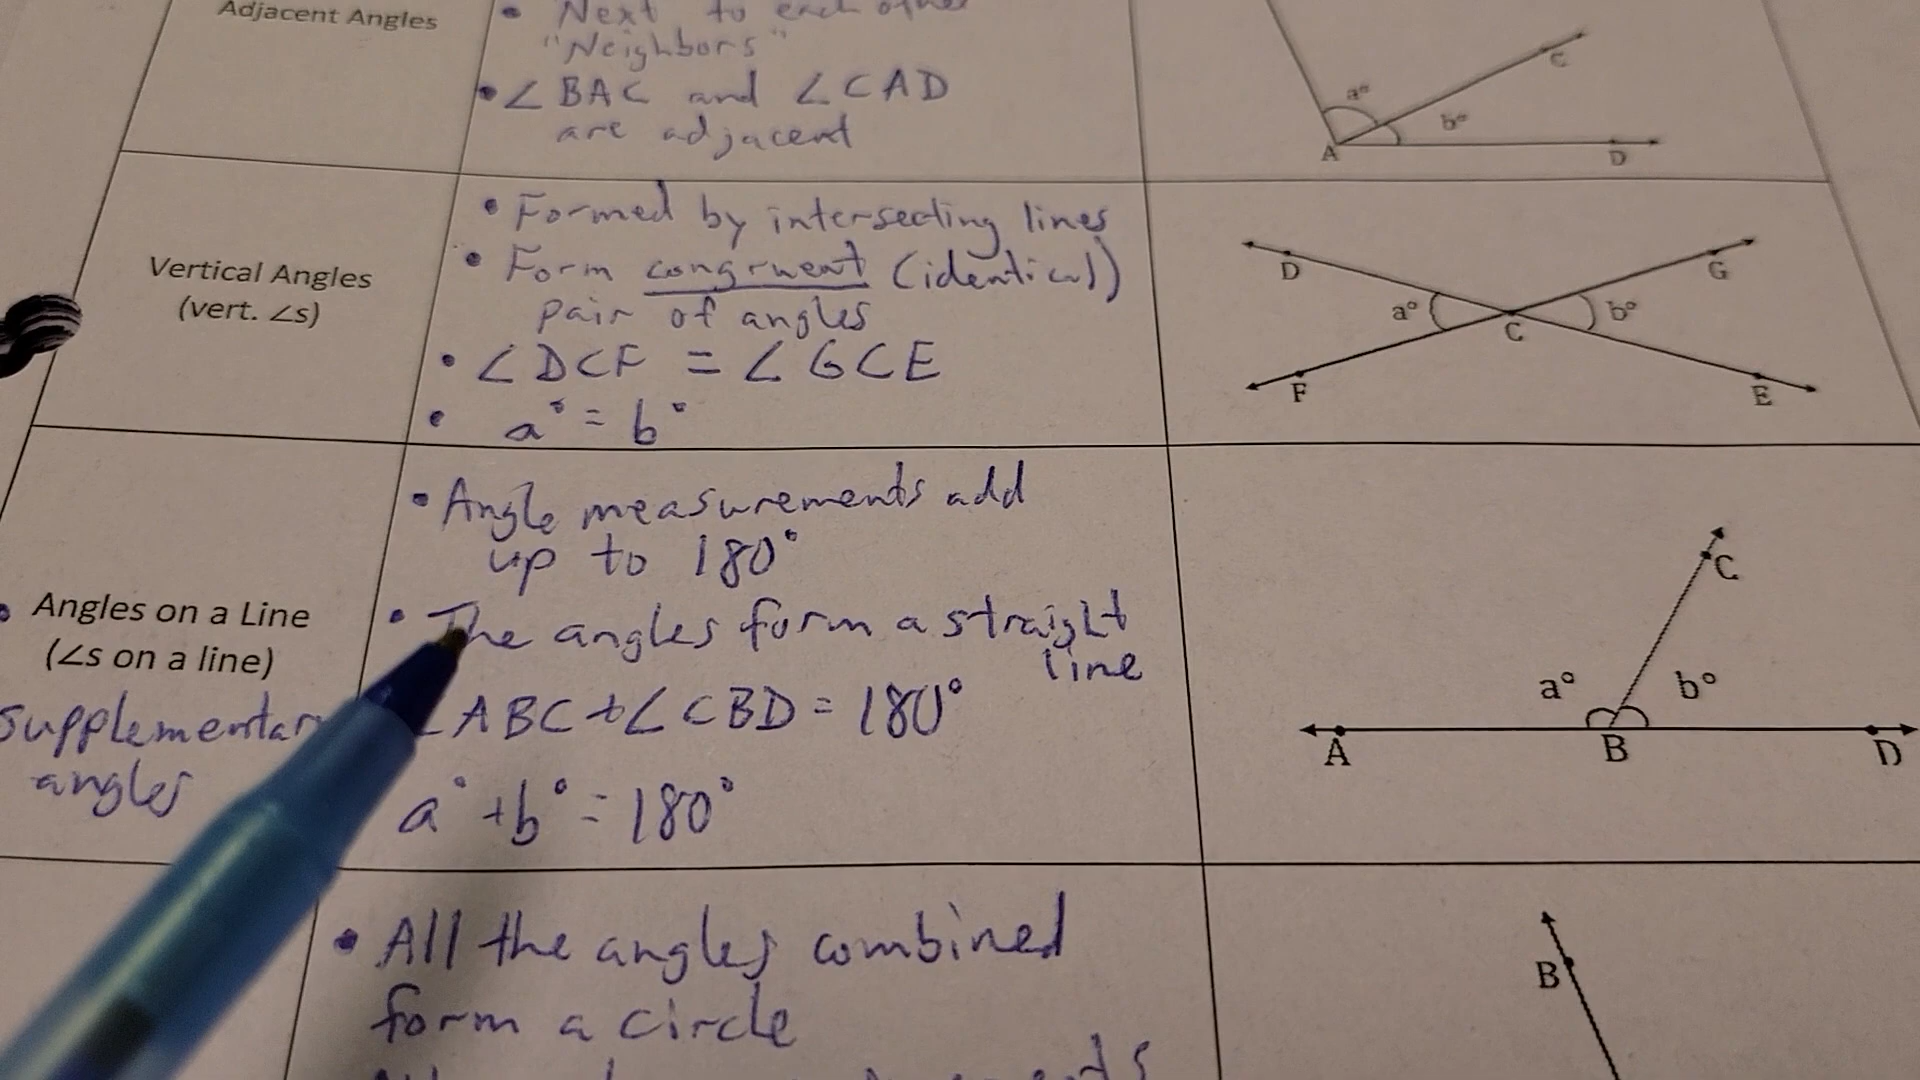 Adjacent Angles
• Next to each other
"Neighbors"
• ∠BAC and ∠CAD
are adjacent
C
a°
b°
A
D
Vertical Angles
(vert. ∠s)
• Formed by intersecting lines
• Form congruent (identical)
pair of angles
• ∠DCF = ∠GCE
• a° = b°
D
G
a°
b°
C
F
E
Angles on a Line
(∠s on a line)
supplementar
angles
• Angle measurements add
up to 180°
• The angles form a straight
line
∠ABC + ∠CBD = 180°
a° + b° = 180°
C
a°
b°
A
B
D
• All the angles combined
form a circle
B